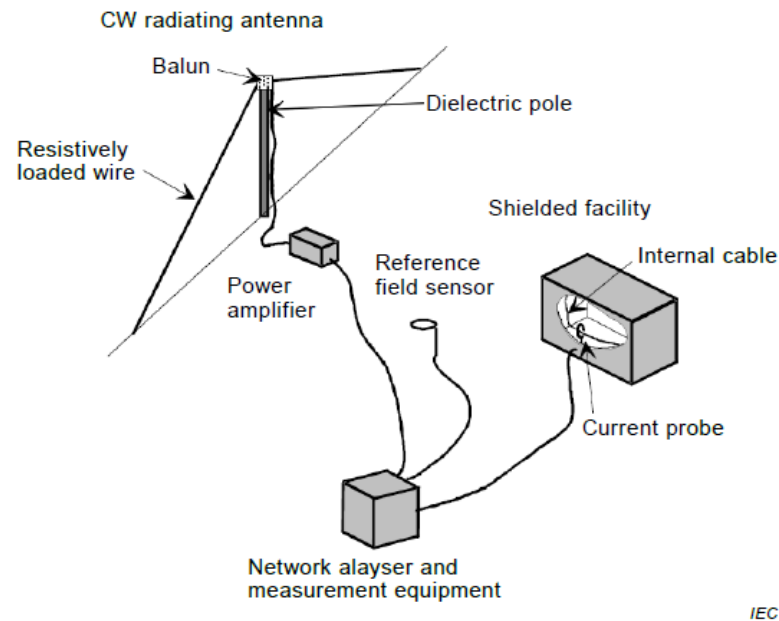 CW radiating antenna
Balun
Dielectric pole
Resistively
loaded wire
Shielded facility
Internal cable
Power
amplifier
Reference
field sensor
Current probe
Network alayser and
measurement equipment
IEC